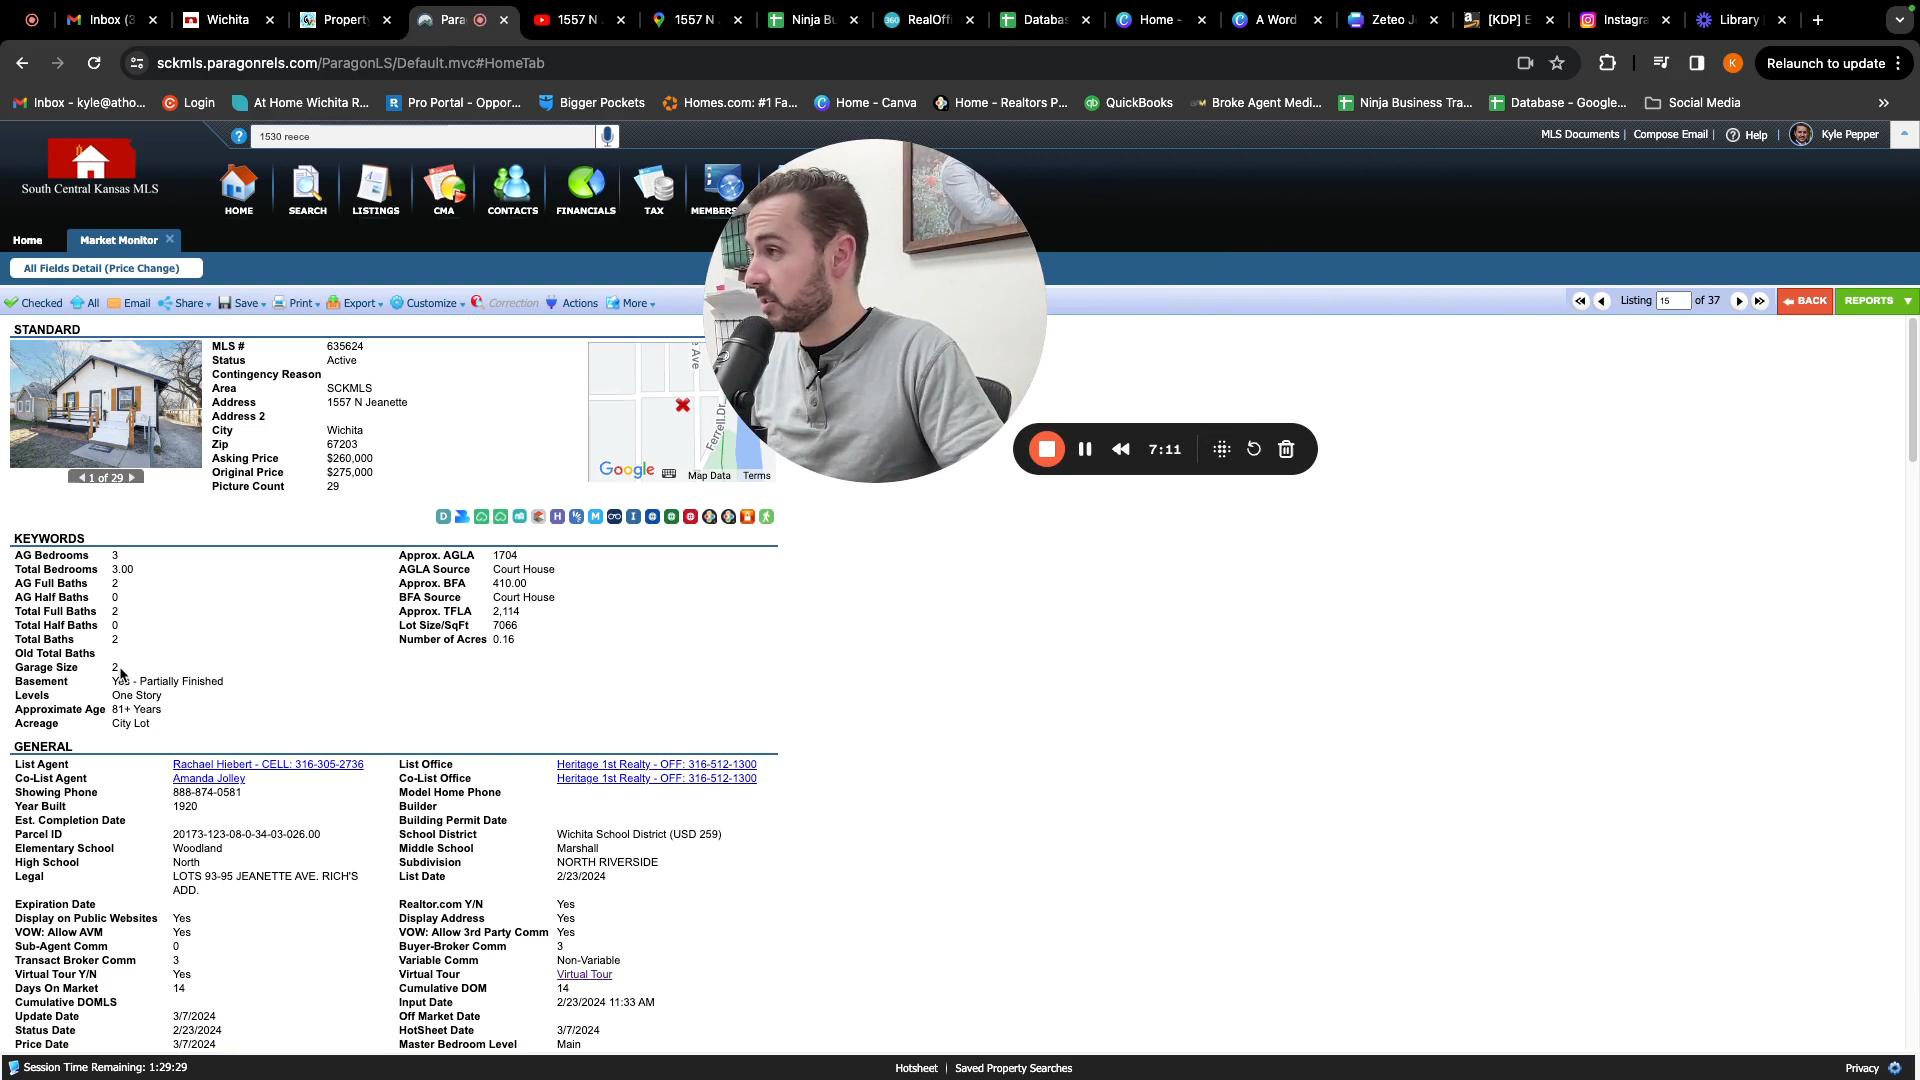 Inbox (3
Wichita
Property
Para
1557 N
1557 N
Ninja Bu
RealOffi
Databas
Home -
A Word
Zeteo J
[KDP] E
Instagra
Library
sckmls.paragonrels.com/ParagonLS/Default.mvc#HomeTab
K
Relaunch to update
Inbox - kyle@atho...
Login
At Home Wichita R...
Pro Portal - Oppor...
Bigger Pockets
Homes.com: #1 Fa...
Home - Canva
Home - Realtors P...
QuickBooks
Broke Agent Medi...
Ninja Business Tra...
Database - Google...
Social Media
1530 reece
MLS Documents | Compose Email | Help | Kyle Pepper
South Central Kansas MLS
HOME SEARCH LISTINGS CMA CONTACTS FINANCIALS TAX MEMBERS
Home Market Monitor
All Fields Detail (Price Change)
Checked All Email Share Save Print Export Customize Correction Actions More
Listing 15 of 37 BACK REPORTS
STANDARD
MLS # 635624
Status Active
Contingency Reason
Area SCKMLS
Address 1557 N Jeanette
Address 2
City Wichita
Zip 67203
Asking Price $260,000
Original Price $275,000
Picture Count 29
1 of 29
e Ave
Ferrell Dr
Google Map Data Terms
7:11
KEYWORDS
AG Bedrooms 3 Approx. AGLA 1704
Total Bedrooms 3.00 AGLA Source Court House
AG Full Baths 2 Approx. BFA 410.00
AG Half Baths 0 BFA Source Court House
Total Full Baths 2 Approx. TFLA 2,114
Total Half Baths 0 Lot Size/SqFt 7066
Total Baths 2 Number of Acres 0.16
Old Total Baths
Garage Size 2
Basement Yes - Partially Finished
Levels One Story
Approximate Age 81+ Years
Acreage City Lot
GENERAL
List Agent Rachael Hiebert - CELL: 316-305-2736 List Office Heritage 1st Realty - OFF: 316-512-1300
Co-List Agent Amanda Jolley Co-List Office Heritage 1st Realty - OFF: 316-512-1300
Showing Phone 888-874-0581 Model Home Phone
Year Built 1920 Builder
Est. Completion Date Building Permit Date
Parcel ID 20173-123-08-0-34-03-026.00 School District Wichita School District (USD 259)
Elementary School Woodland Middle School Marshall
High School North Subdivision NORTH RIVERSIDE
Legal LOTS 93-95 JEANETTE AVE. RICH'S List Date 2/23/2024
ADD.
Expiration Date Realtor.com Y/N Yes
Display on Public Websites Yes Display Address Yes
VOW: Allow AVM Yes VOW: Allow 3rd Party Comm Yes
Sub-Agent Comm 0 Buyer-Broker Comm 3
Transact Broker Comm 3 Variable Comm Non-Variable
Virtual Tour Y/N Yes Virtual Tour Virtual Tour
Days On Market 14 Cumulative DOM 14
Cumulative DOMLS Input Date 2/23/2024 11:33 AM
Update Date 3/7/2024 Off Market Date
Status Date 2/23/2024 HotSheet Date 3/7/2024
Price Date 3/7/2024 Master Bedroom Level Main
Session Time Remaining: 1:29:29
Hotsheet | Saved Property Searches
Privacy